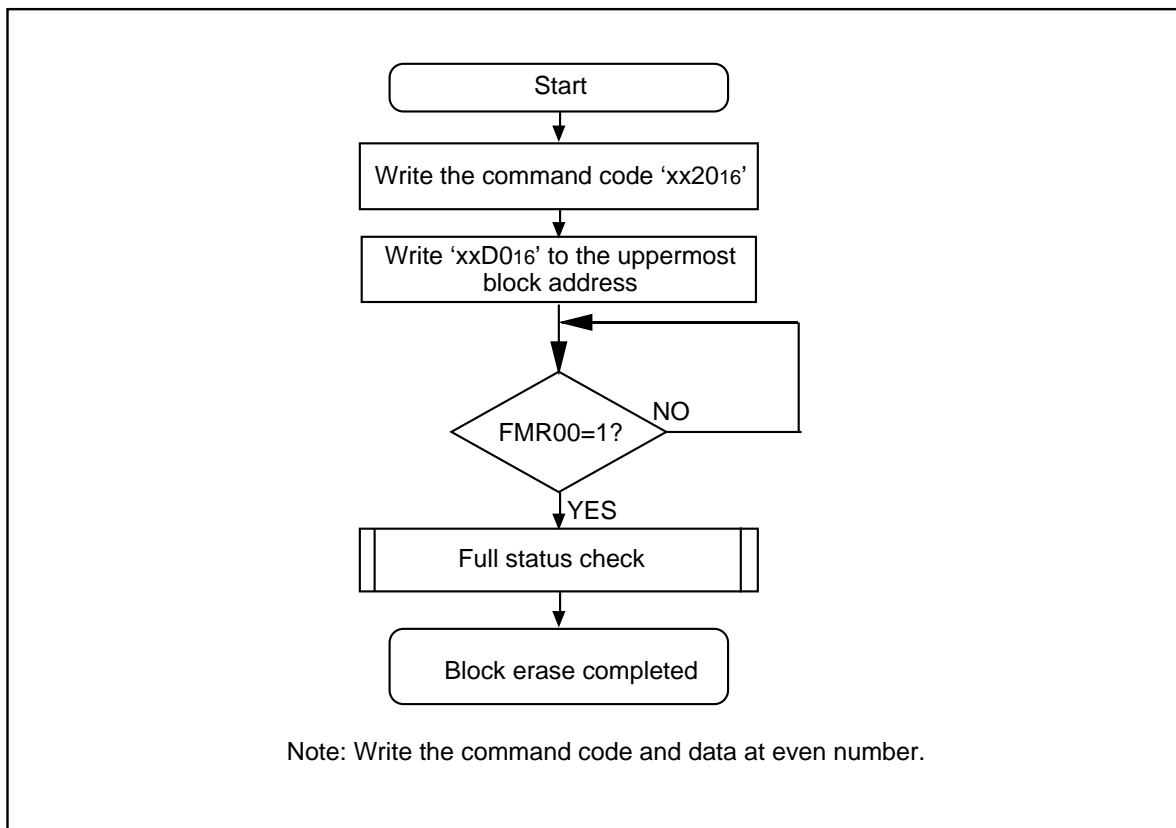 Start
Write the command code ‘xx2016’
Write ‘xxD016’ to the uppermost
block address
NO
FMR00=1?
YES
Full status check
Block erase completed
Note: Write the command code and data at even number.